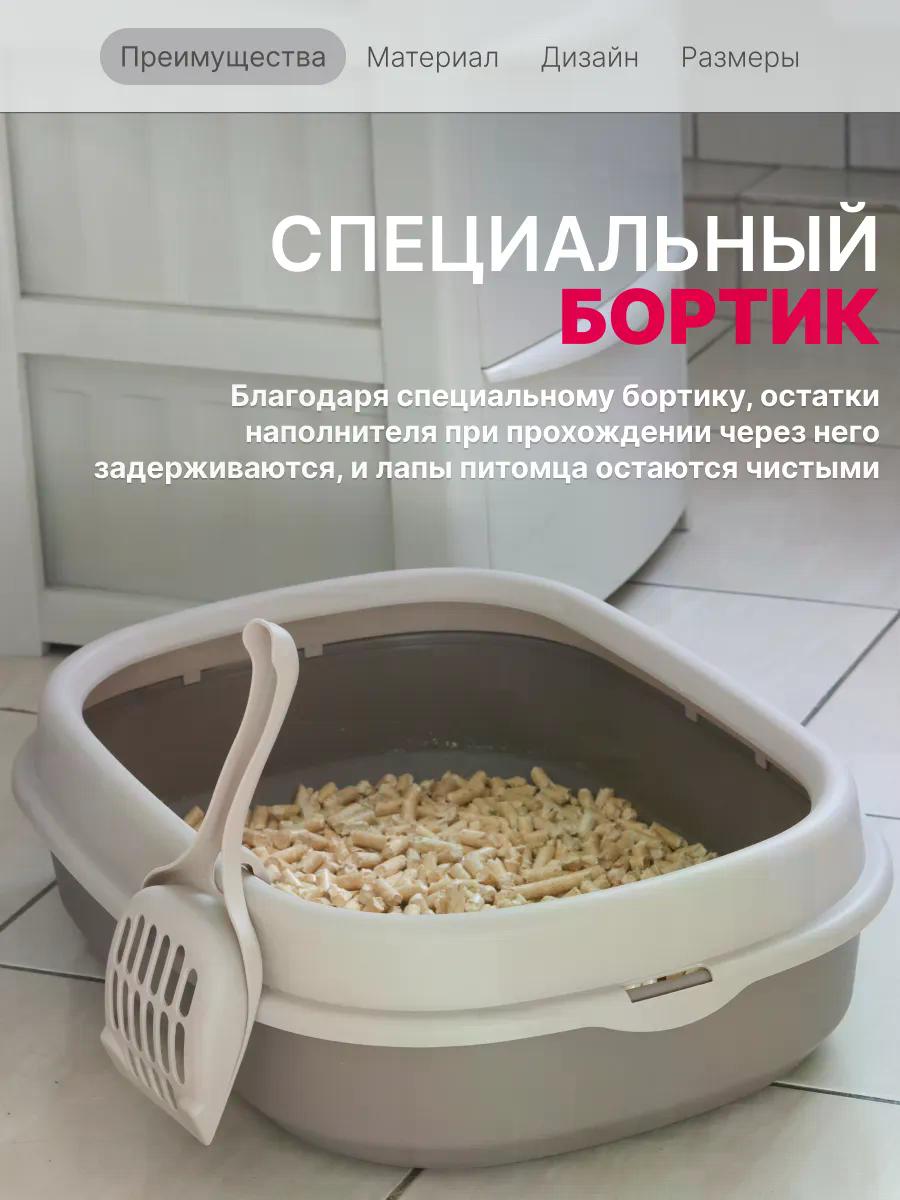 Преимущества Материал Дизайн Размеры
СПЕЦИАЛЬНЫЙ
БОРТИК
Благодаря специальному бортику, остатки
наполнителя при прохождении через него
задерживаются, и лапы питомца остаются чистыми